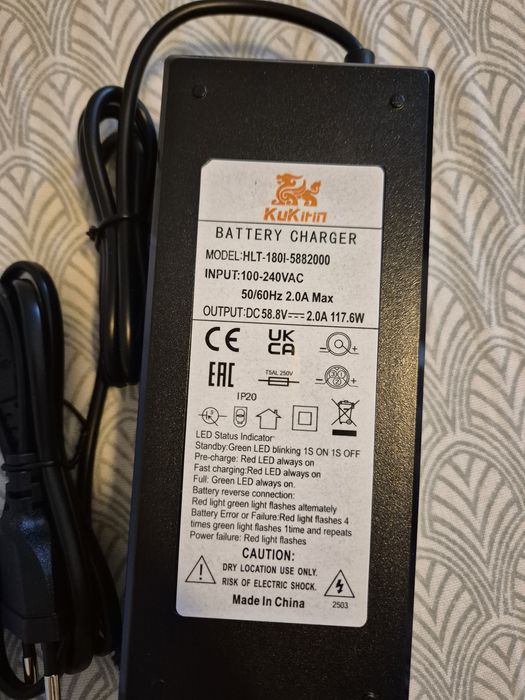 KuKirin
BATTERY CHARGER
MODEL:HLT-180I-5882000
INPUT:100-240VAC
50/60Hz 2.0A Max
OUTPUT:DC58.8V⎓2.0A 117.6W
CE UK CA
EAC T5AL 250V
IP20
LED Status Indicator
Standby:Green LED blinking 1S ON 1S OFF
Pre-charge: Red LED always on
Fast charging:Red LED always on
Full: Green LED always on.
Battery reverse connection:
Red light green light flashes alternately
Battery Error or Failure:Red light flashes 4
times green light flashes 1time and repeats
Power failure: Red light flashes
CAUTION:
DRY LOCATION USE ONLY.
RISK OF ELECTRIC SHOCK.
Made In China
2503